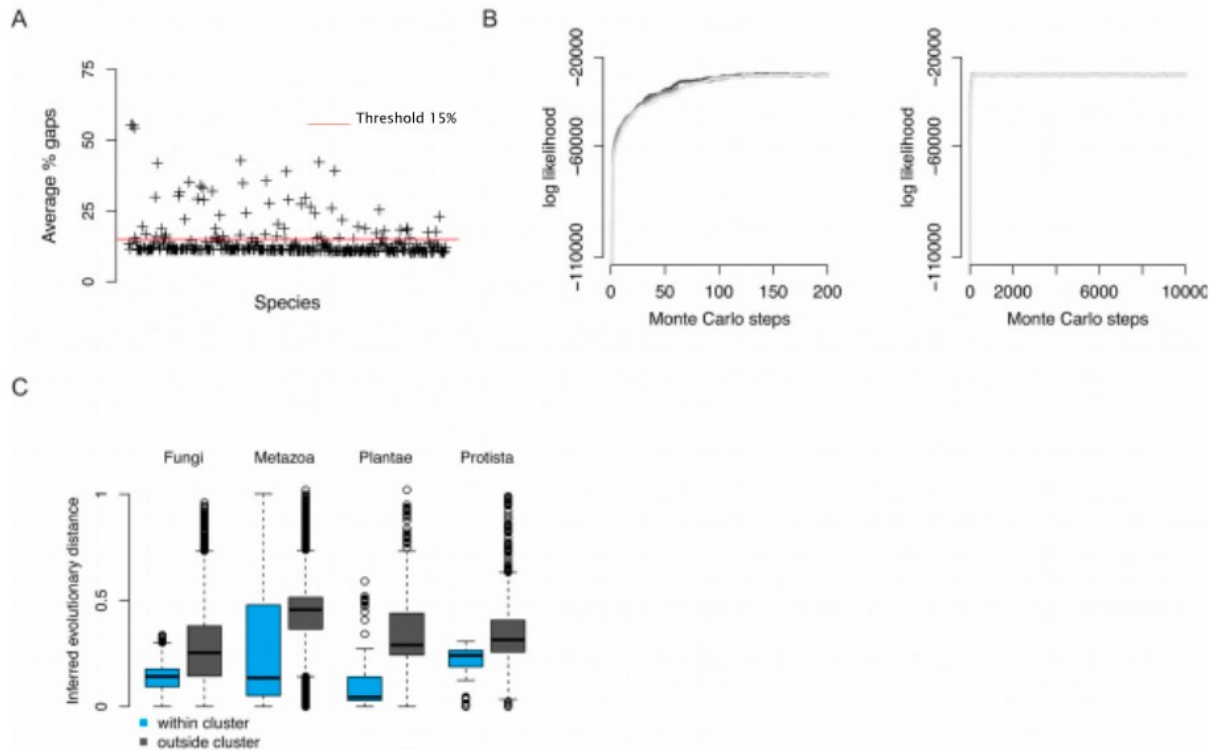 A
75
50
25
0
Average % gaps
Threshold 15%
Species
B
−20000
−60000
−110000
log likelihood
0 50 100 150 200
Monte Carlo steps
−20000
−60000
−110000
log likelihood
0 2000 6000 10000
Monte Carlo steps
C
Fungi Metazoa Plantae Protista
1
0.5
0
Inferred evolutionary distance
within cluster
outside cluster